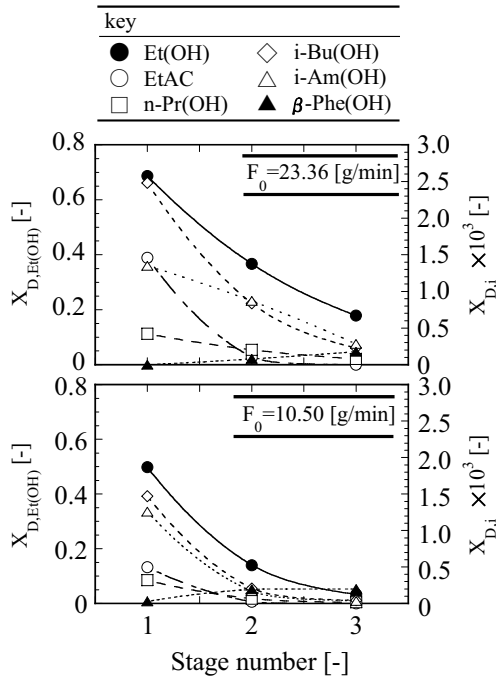 key
Et(OH) i-Bu(OH)
EtAC i-Am(OH)
n-Pr(OH) β-Phe(OH)
0.8 3.0
F0=23.36 [g/min]
2.5
0.6
2.0
0.4 1.5
1.0
0.2
0.5
0 0
1 2 3
XD,Et(OH) [-]
XD,i ×10³ [-]
0.8 3.0
F0=10.50 [g/min]
2.5
0.6
2.0
0.4 1.5
1.0
0.2
0.5
0 0
XD,Et(OH) [-]
XD,i ×10³ [-]
1 2 3
Stage number [-]